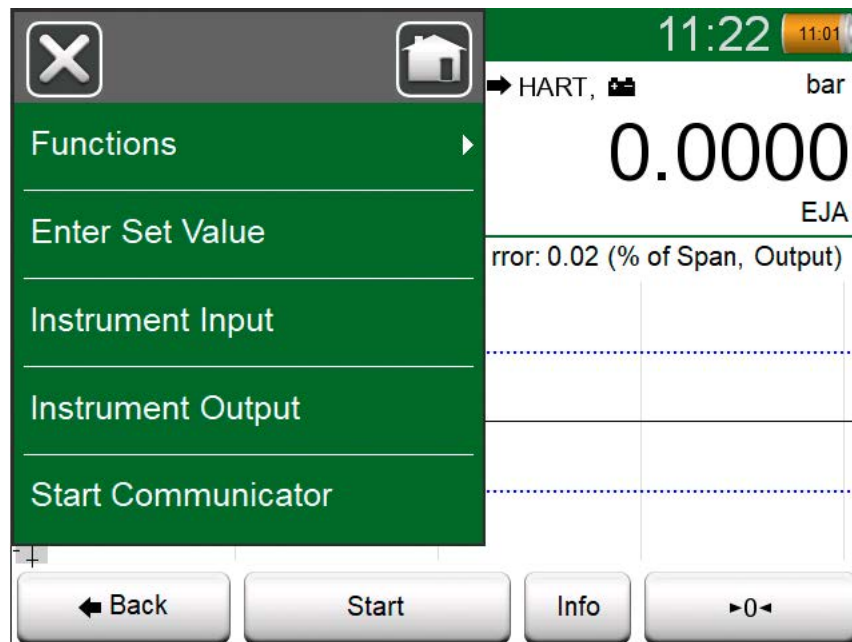 11:22 11:01
➡ HART, bar
0.0000
EJA
rror: 0.02 (% of Span, Output)
Functions
Enter Set Value
Instrument Input
Instrument Output
Start Communicator
Back Start Info ►0◄